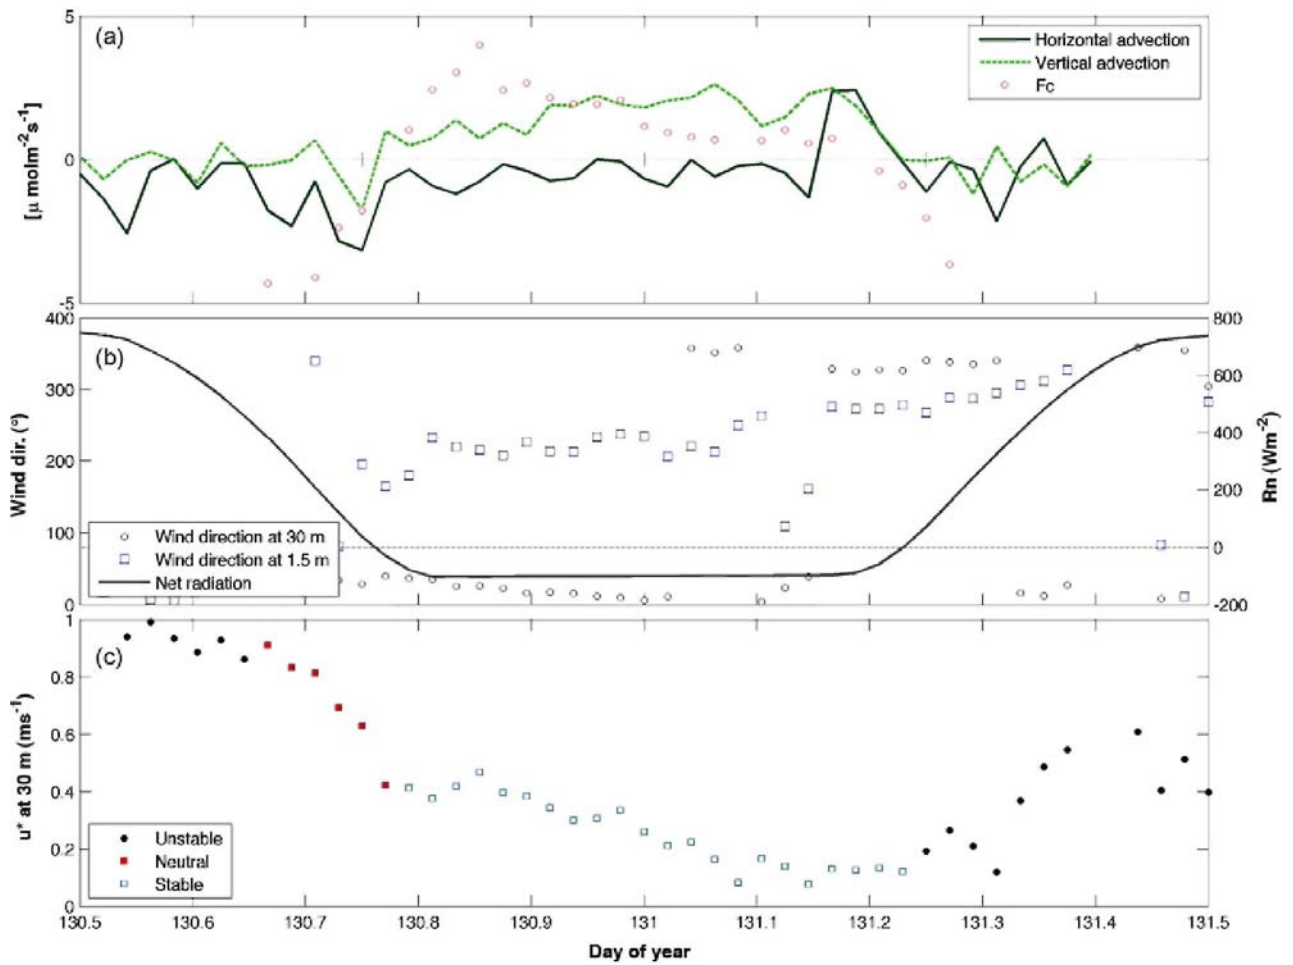 5
(a)
Horizontal advection
Vertical advection
Fc
0
[μ molm⁻²s⁻¹]
-5
400
800
(b)
300
600
Wind dir. (°)
200
400
Rn (Wm⁻²)
200
100
0
Wind direction at 30 m
Wind direction at 1.5 m
Net radiation
0
-200
1
(c)
0.8
u* at 30 m (ms⁻¹)
0.6
0.4
Unstable
Neutral
Stable
0.2
0
130.5 130.6 130.7 130.8 130.9 131 131.1 131.2 131.3 131.4 131.5
Day of year